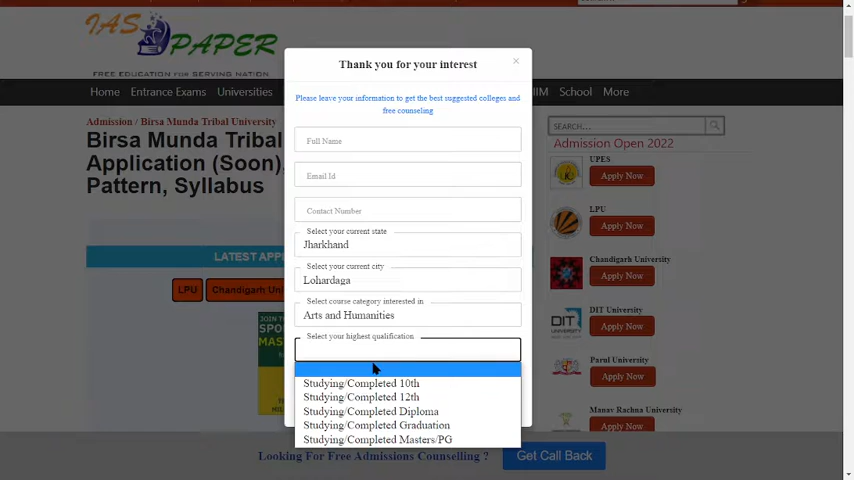 IAS
PAPER
FREE EDUCATION FOR SERVING NATION
Home Entrance Exams Universities IIM School More
Admission / Birsa Munda Tribal University
Birsa Munda Tribal
Application (Soon),
Pattern, Syllabus
LATEST APPL
LPU Chandigarh Uni
JOIN TO
SPO
MAS
Thank you for your interest ×
Please leave your information to get the best suggested colleges and
free counseling
Full Name
Email Id
Contact Number
Select your current state
Jharkhand
Select your current city
Lohardaga
Select course category interested in
Arts and Humanities
Select your highest qualification
Studying/Completed 10th
Studying/Completed 12th
Studying/Completed Diploma
Studying/Completed Graduation
Studying/Completed Masters/PG
SEARCH...
Admission Open 2022
UPES
Apply Now
LPU
Apply Now
Chandigarh University
Apply Now
DIT University
DIT
Apply Now
Parul University
Apply Now
Manav Rachna University
Apply Now
Looking For Free Admissions Counselling ? Get Call Back